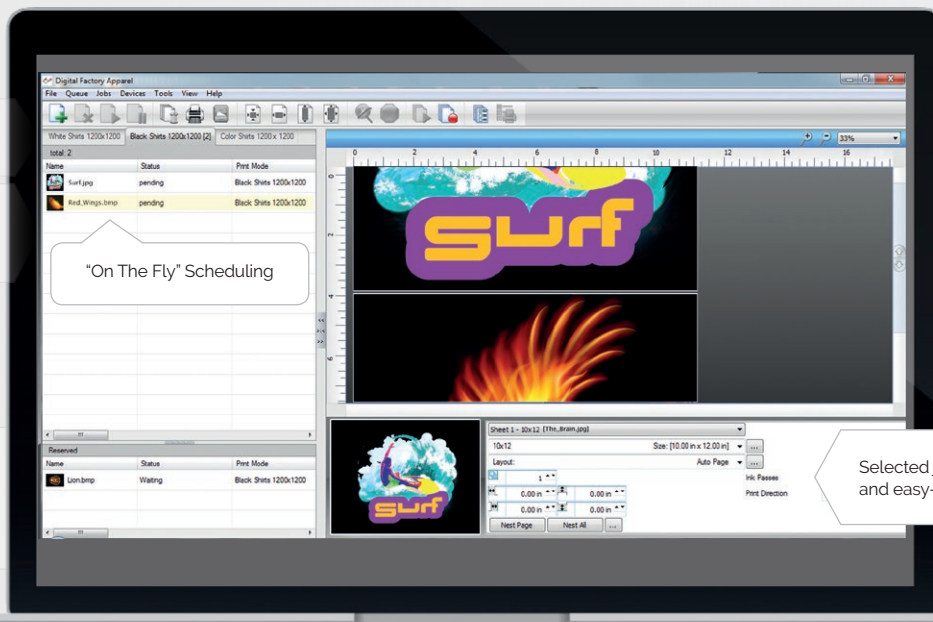 Digital Factory Apparel
File Queue Jobs Devices Tools View Help
White Shirts 1200x1200 Black Shirts 1200x1200 [2] Color Shirts 1200 x 1200
total: 2
Name Status Print Mode
Surf.jpg pending Black Shirts 1200x1200
Red_Wings.bmp pending Black Shirts 1200x1200
“On The Fly” Scheduling
Reserved
Name Status Print Mode
Lion.bmp Waiting Black Shirts 1200x1200
33%
0 2 4 6 8 10 12 14 16
0
2
4
6
surf
surf
Sheet 1 - 10x12 [The_Brain.jpg]
10x12 Size: [10.00 in x 12.00 in] ...
Layout: Auto Page ...
1 Ink Passes
0.00 in 0.00 in Print Direction
0.00 in 0.00 in
Nest Page Nest All ...
Selected
and easy-